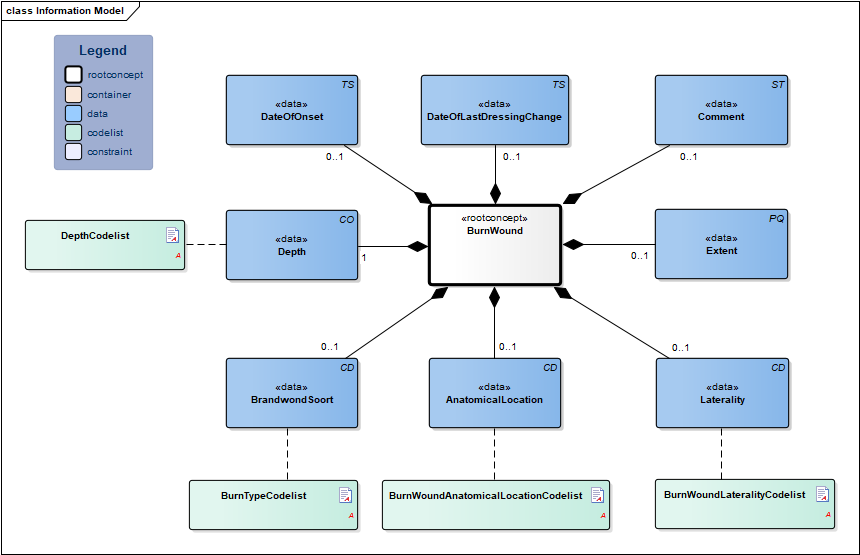 class Information Model
Legend
rootconcept
container
data
codelist
constraint
TS
«data»
DateOfOnset
0..1
TS
«data»
DateOfLastDressingChange
0..1
ST
«data»
Comment
0..1
DepthCodelist
A
CO
«data»
Depth
1
«rootconcept»
BurnWound
PQ
«data»
Extent
0..1
0..1
CD
«data»
BrandwondSoort
0..1
CD
«data»
AnatomicalLocation
0..1
CD
«data»
Laterality
BurnTypeCodelist
A
BurnWoundAnatomicalLocationCodelist
A
BurnWoundLateralityCodelist
A